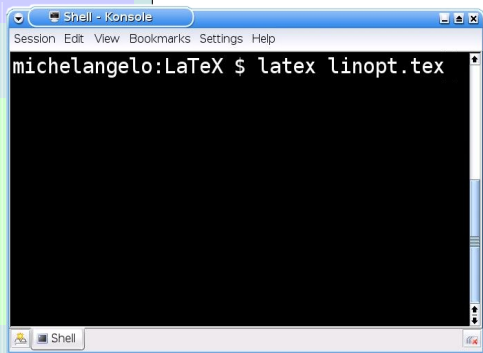 Shell - Konsole
Session Edit View Bookmarks Settings Help
michelangelo:LaTeX $ latex linopt.tex
Shell